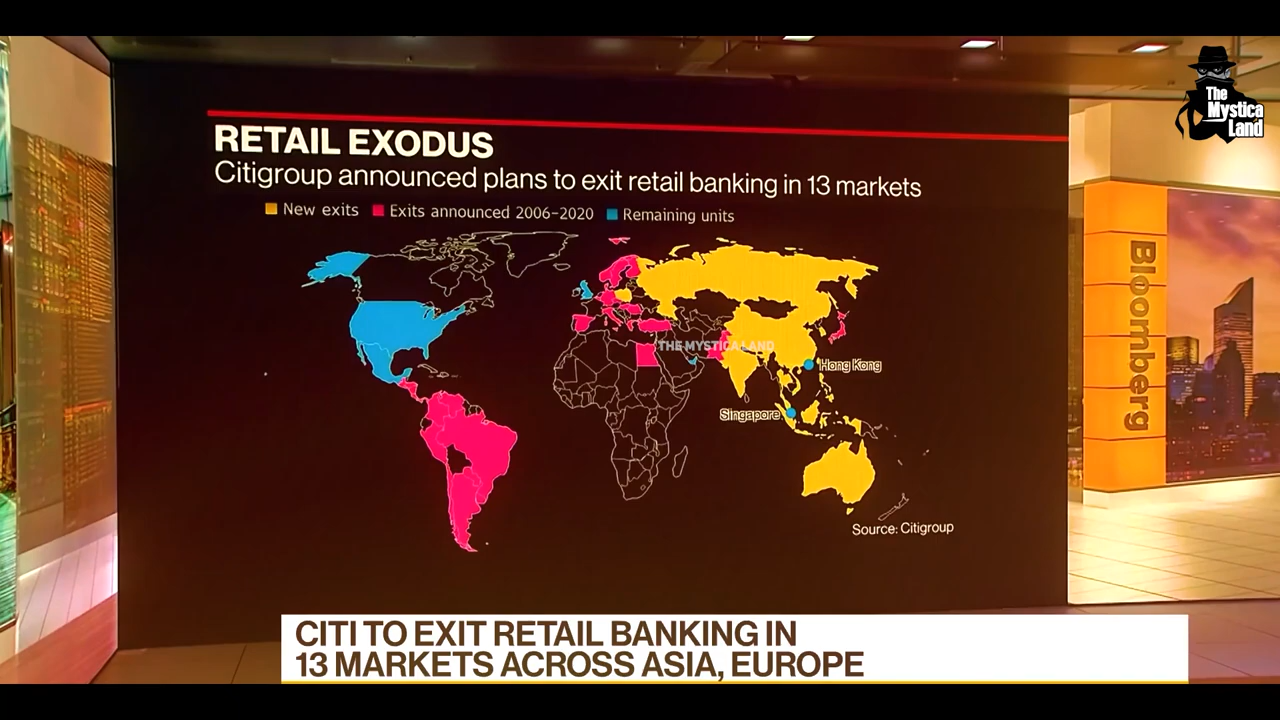 The
Mystica
Land
RETAIL EXODUS
Citigroup announced plans to exit retail banking in 13 markets
New exits
Exits announced 2006–2020
Remaining units
THE MYSTICA LAND
Hong Kong
Singapore
Source: Citigroup
Bloomberg
CITI TO EXIT RETAIL BANKING IN
13 MARKETS ACROSS ASIA, EUROPE